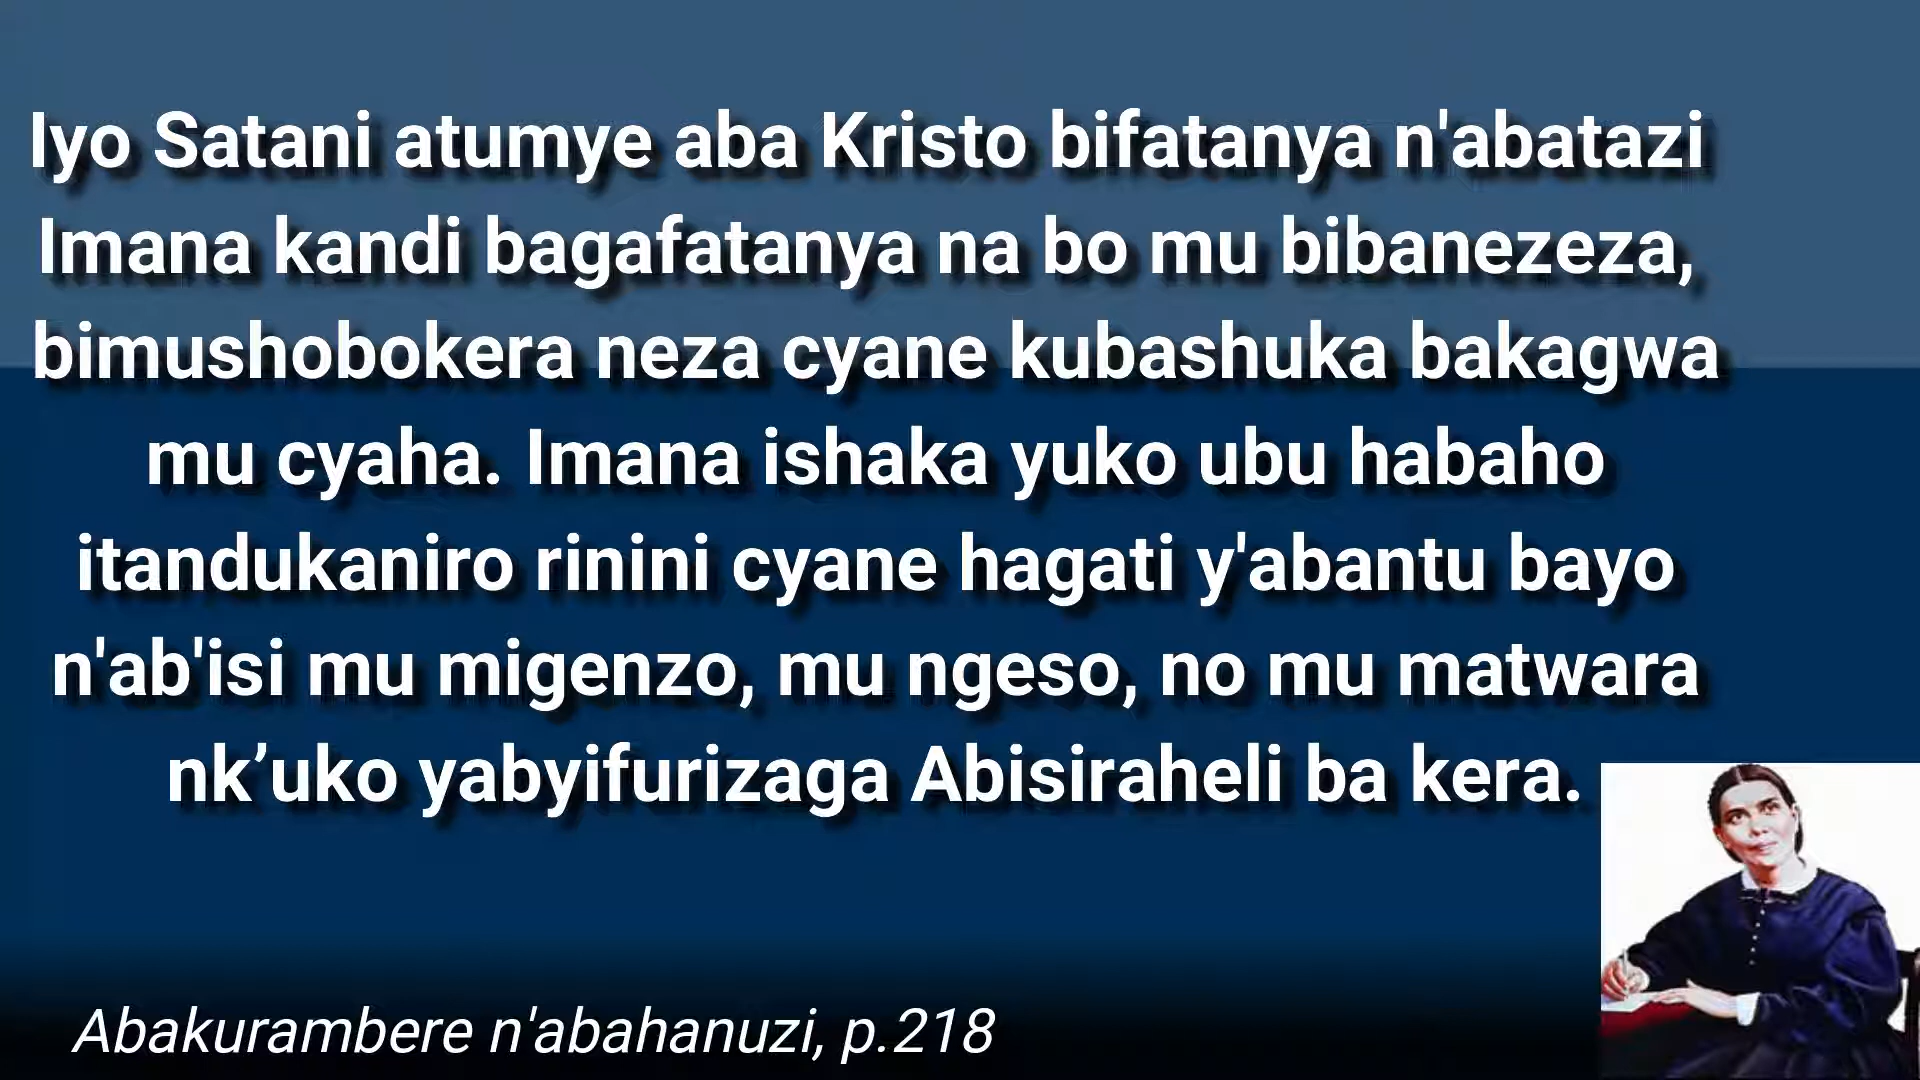 Iyo Satani atumye aba Kristo bifatanya n'abatazi
Imana kandi bagafatanya na bo mu bibanezeza,
bimushobokera neza cyane kubashuka bakagwa
mu cyaha. Imana ishaka yuko ubu habaho
itandukaniro rinini cyane hagati y'abantu bayo
n'ab'isi mu migenzo, mu ngeso, no mu matwara
nk’uko yabyifurizaga Abisiraheli ba kera.
Abakurambere n'abahanuzi, p.218